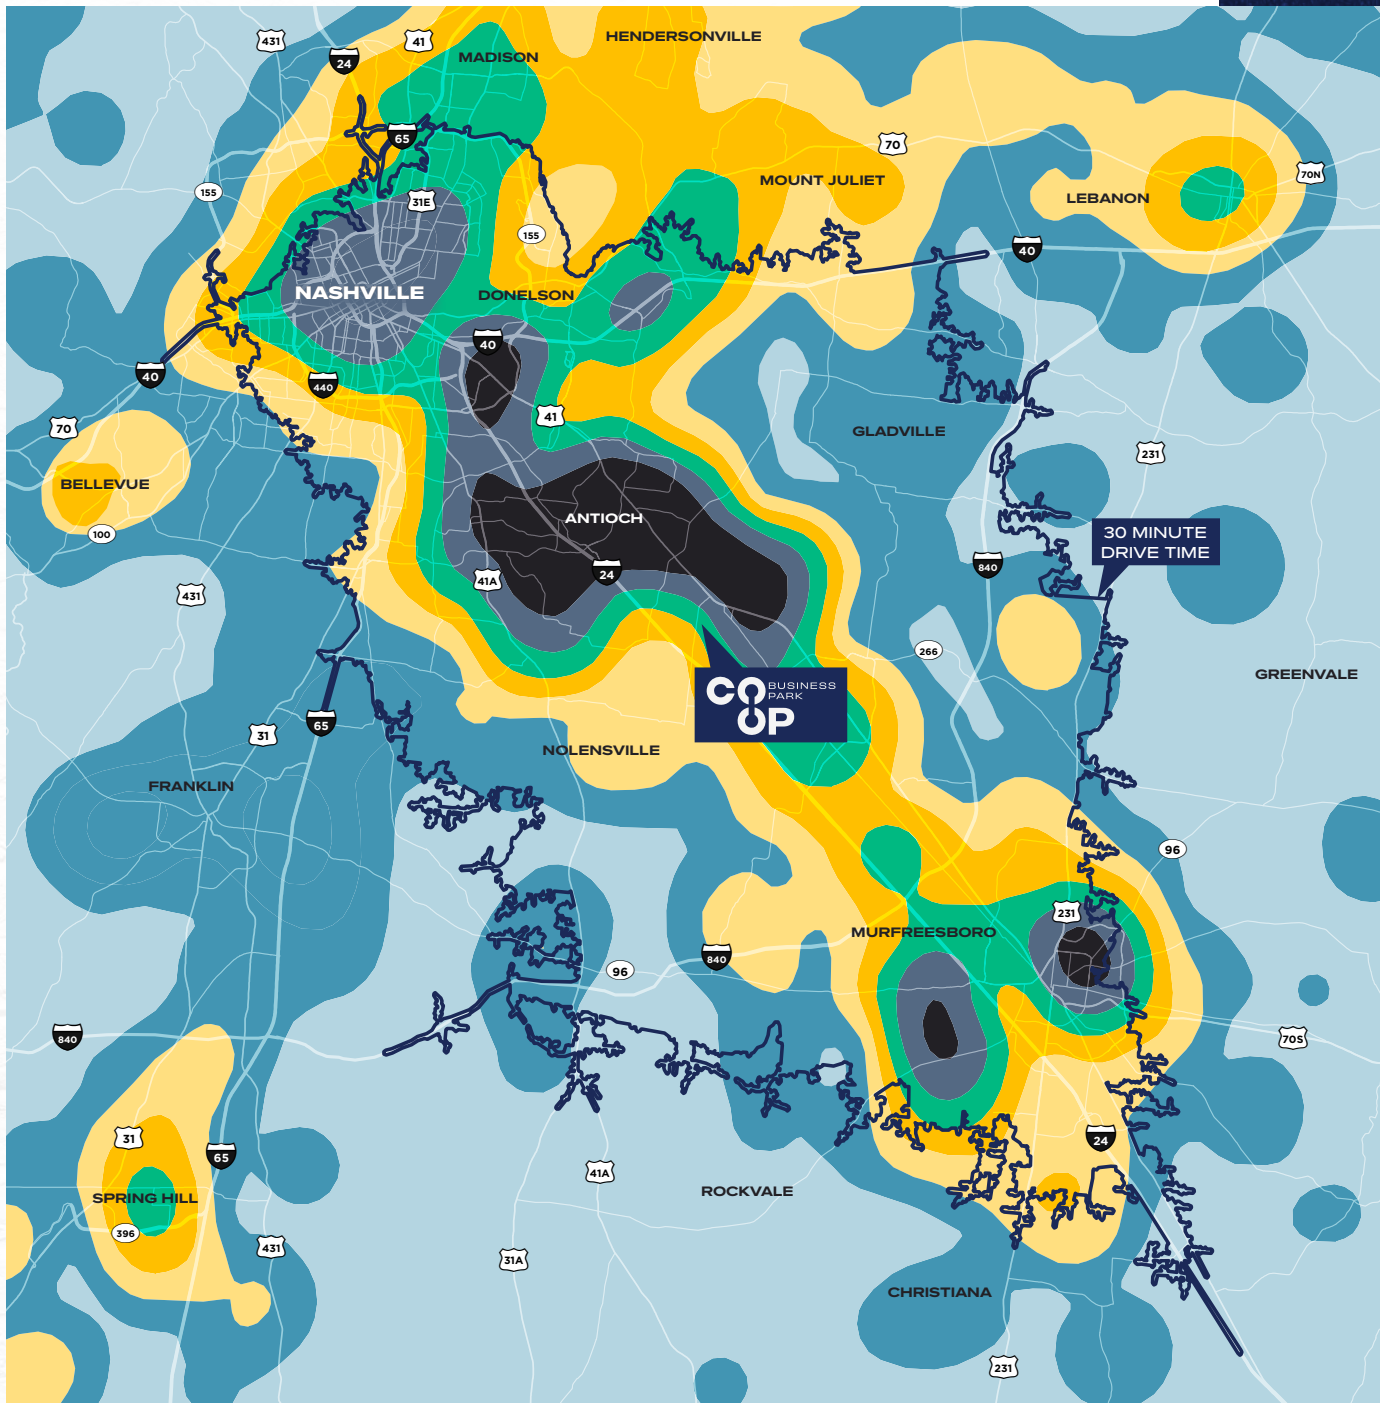 HENDERSONVILLE
431
41
24
MADISON
65
70
70N
155
31E
MOUNT JULIET
LEBANON
155
40
NASHVILLE
DONELSON
40
40
440
41
70
GLADVILLE
231
BELLEVUE
ANTIOCH
100
30 MINUTE
DRIVE TIME
24
41A
840
431
266
GREENVALE
CO
OP
BUSINESS
PARK
65
31
NOLENSVILLE
FRANKLIN
96
231
MURFREESBORO
840
96
840
70S
31
24
65
41A
SPRING HILL
ROCKVALE
396
431
31A
CHRISTIANA
231